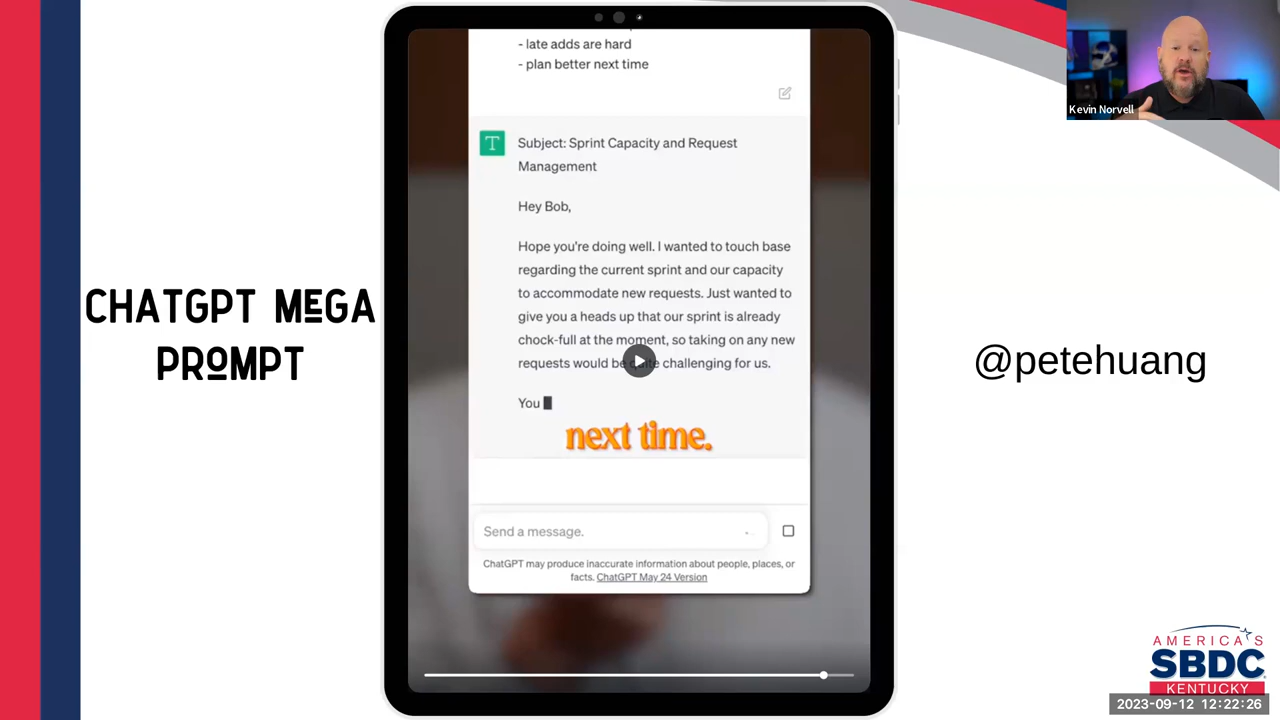 - late adds are hard
- plan better next time
Kevin Norvell
T
Subject: Sprint Capacity and Request
Management
Hey Bob,
Hope you're doing well. I wanted to touch base
regarding the current sprint and our capacity
to accommodate new requests. Just wanted to
give you a heads up that our sprint is already
chock-full at the moment, so taking on any new
requests would be quite challenging for us.
You
next time.
CHATGPT MEGA
PROMPT
@petehuang
Send a message.
ChatGPT may produce inaccurate information about people, places, or
facts. ChatGPT May 24 Version
AMERICA'S
SBDC
KENTUCKY
2023-09-12 12:22:26